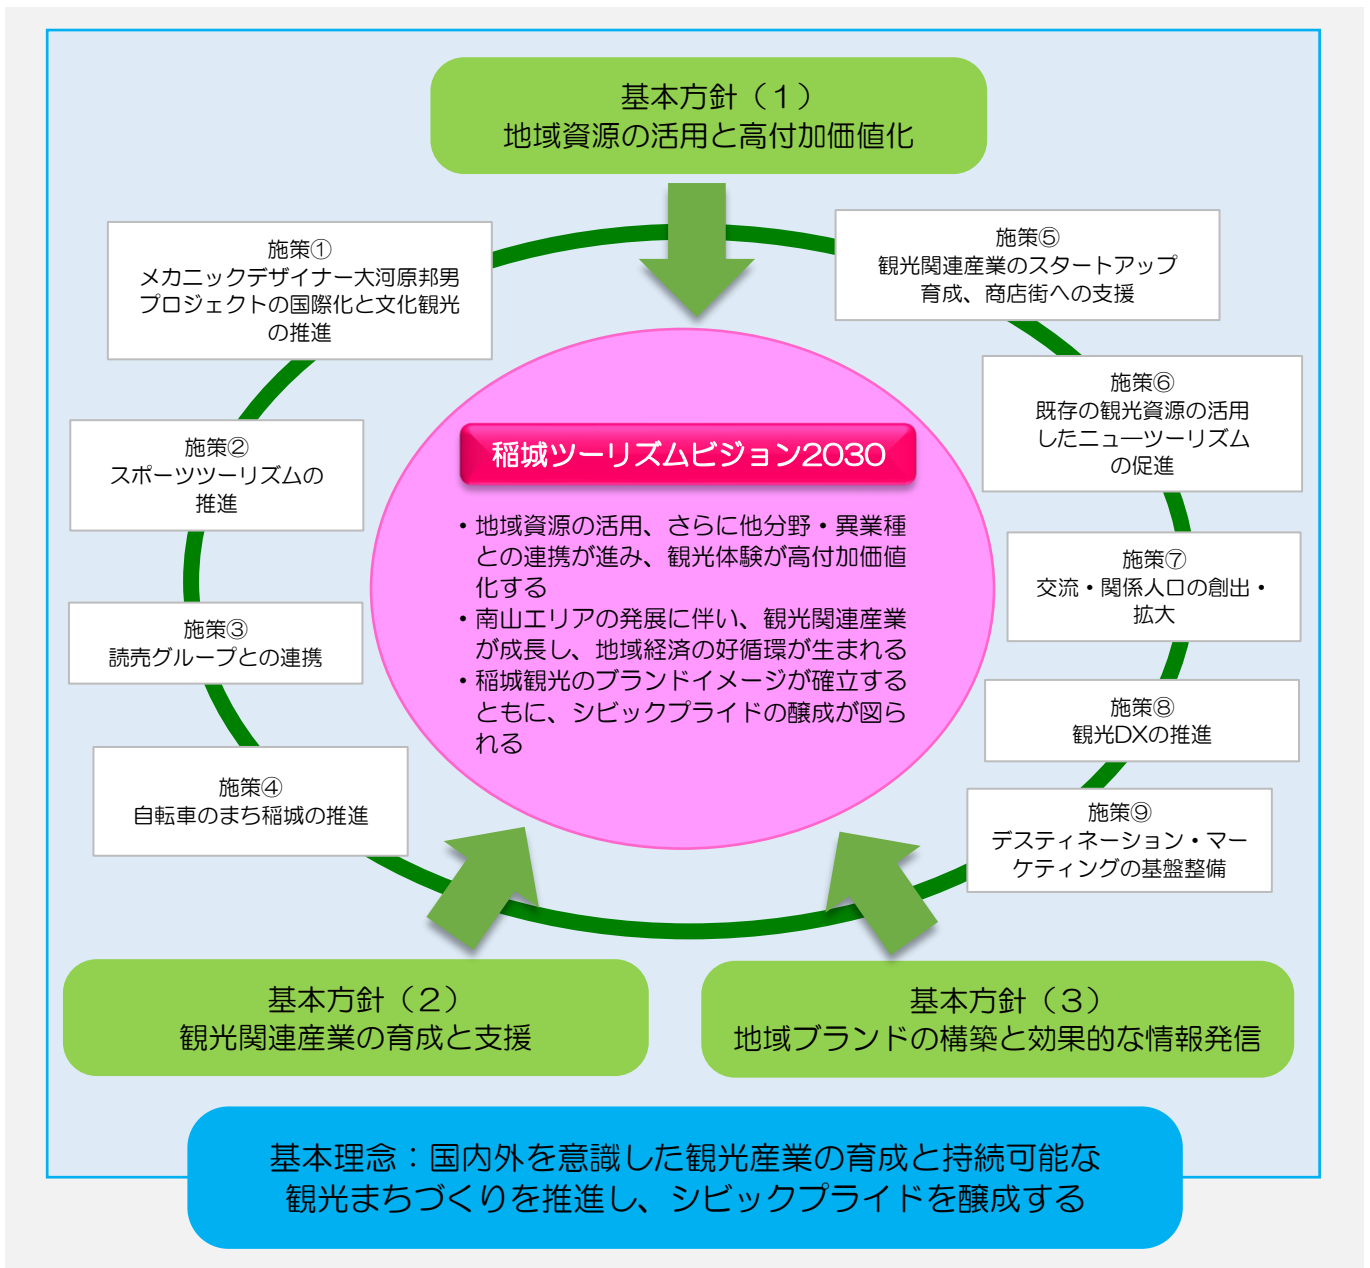 基本方針（１）
地域資源の活用と高付加価値化
施策①
メカニックデザイナー大河原邦男
プロジェクトの国際化と文化観光
の推進
施策②
スポーツツーリズムの
推進
施策③
読売グループとの連携
施策④
自転車のまち稲城の推進
施策⑤
観光関連産業のスタートアップ
育成、商店街への支援
施策⑥
既存の観光資源の活用
したニューツーリズム
の促進
施策⑦
交流・関係人口の創出・
拡大
施策⑧
観光DXの推進
施策⑨
デスティネーション・マー
ケティングの基盤整備
稲城ツーリズムビジョン2030
・地域資源の活用、さらに他分野・異業種
との連携が進み、観光体験が高付加価値
化する
・南山エリアの発展に伴い、観光関連産業
が成長し、地域経済の好循環が生まれる
・稲城観光のブランドイメージが確立する
ともに、シビックプライドの醸成が図ら
れる
基本方針（２）
観光関連産業の育成と支援
基本方針（３）
地域ブランドの構築と効果的な情報発信
基本理念：国内外を意識した観光産業の育成と持続可能な
観光まちづくりを推進し、シビックプライドを醸成する